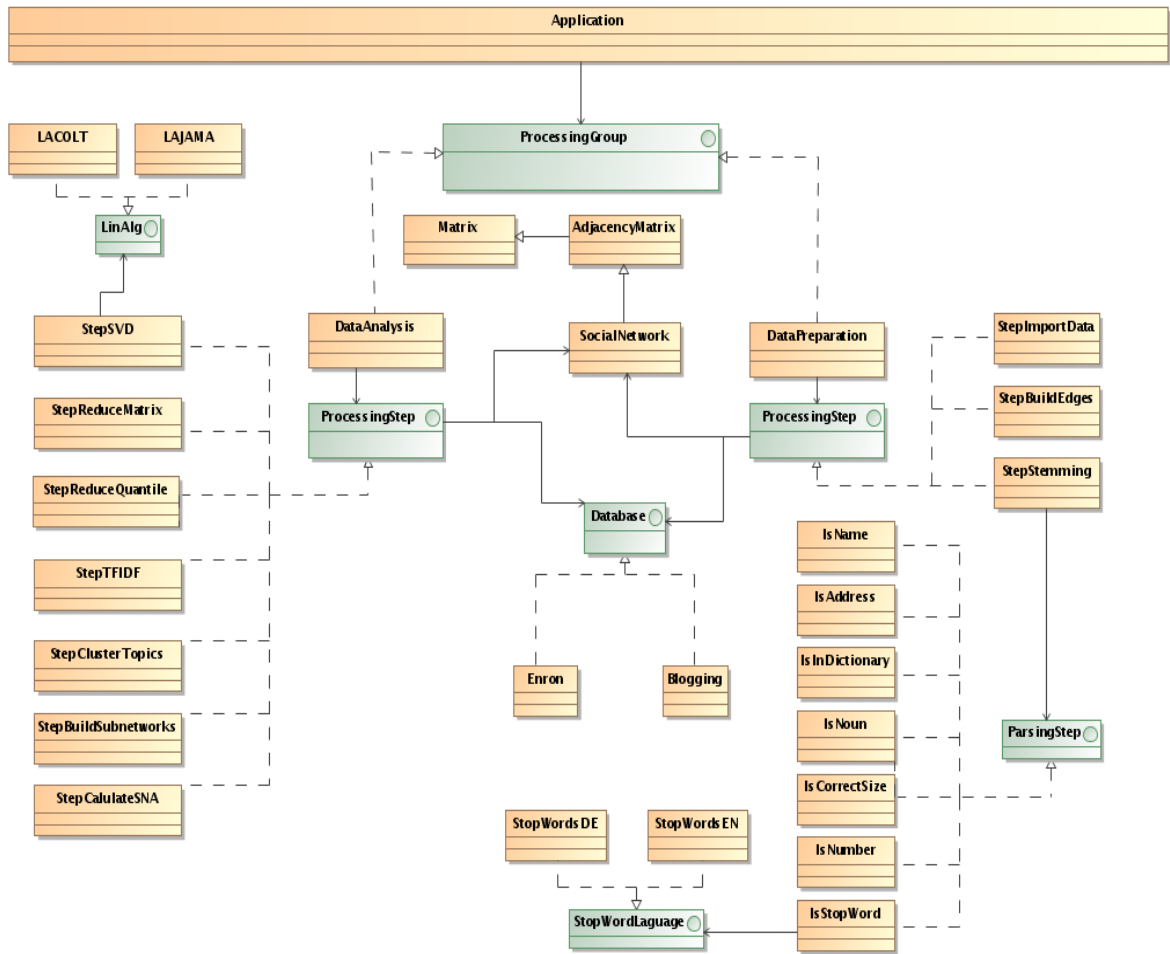 Application
LACOLT
LAJAMA
ProcessingGroup
LinAlg
Matrix
AdjacencyMatrix
StepSVD
DataAnalysis
SocialNetwork
DataPreparation
StepImportData
StepReduceMatrix
ProcessingStep
ProcessingStep
StepBuildEdges
StepReduceQuantile
StepStemming
Database
IsName
StepTFIDF
IsAddress
StepClusterTopics
Enron
Blogging
IsInDictionary
StepBuildSubnetworks
IsNoun
ParsingStep
StepCalulateSNA
IsCorrectSize
StopWordsDE
StopWordsEN
IsNumber
StopWordLaguage
IsStopWord